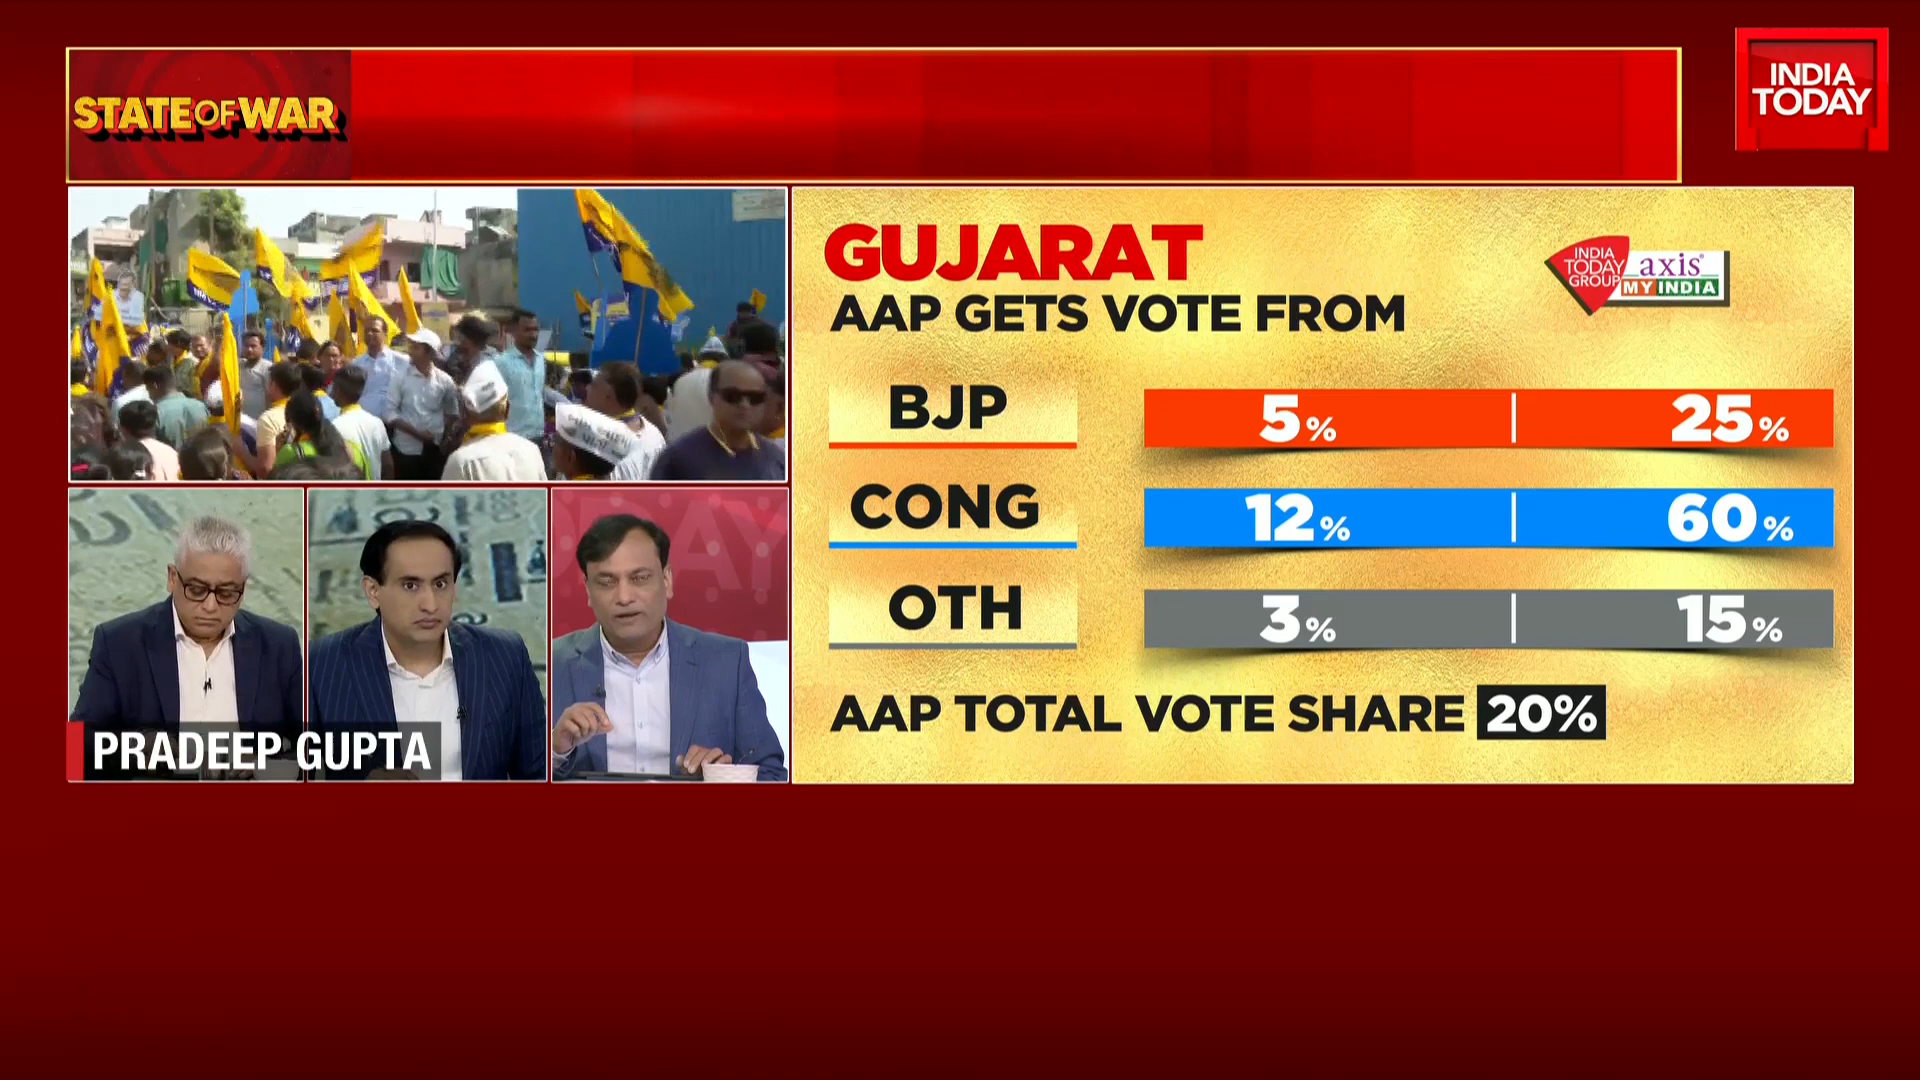 STATE OF WAR
INDIA
TODAY
GUJARAT
AAP GETS VOTE FROM
INDIA
TODAY
GROUP
axis
MY INDIA
BJP 5% | 25%
CONG 12% | 60%
OTH 3% | 15%
AAP TOTAL VOTE SHARE 20%
PRADEEP GUPTA